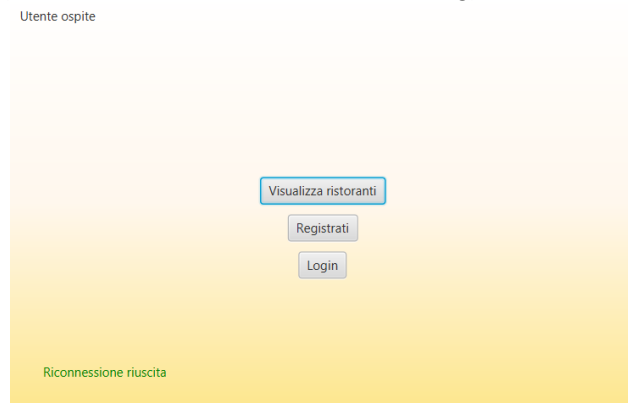 Utente ospite
Visualizza ristoranti
Registrati
Login
Riconnessione riuscita